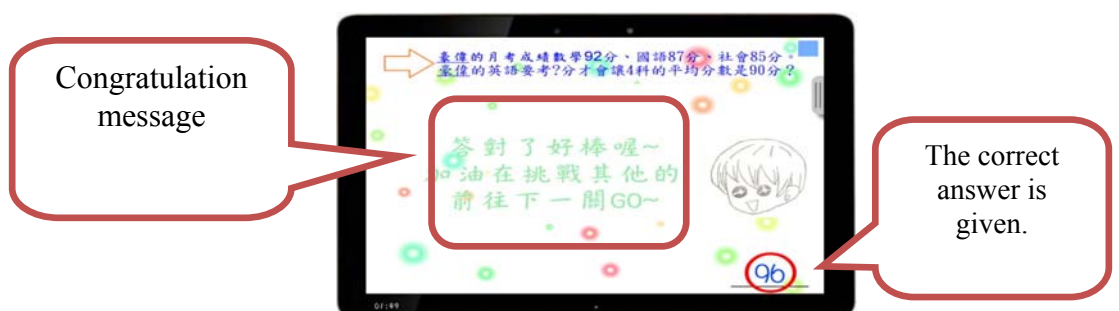 Congratulation
message
豪偉的月考成績數學92分、國語87分、社會85分。
豪偉的英語要考?分才會讓4科的平均分數是90分？
答對了好棒喔~
加油在挑戰其他的
前往下一關GO~
The correct
answer is
given.
96
07:49